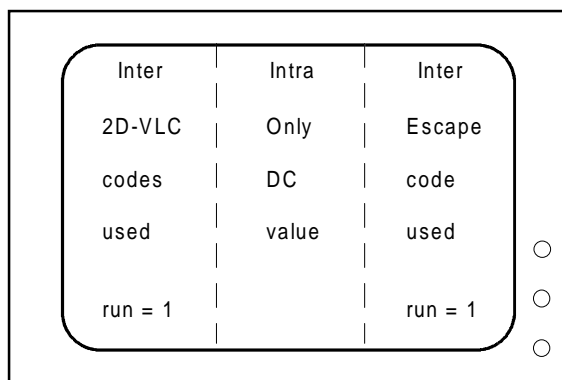 Inter
2D-VLC
codes
used
run = 1
Intra
Only
DC
value
Inter
Escape
code
used
run = 1